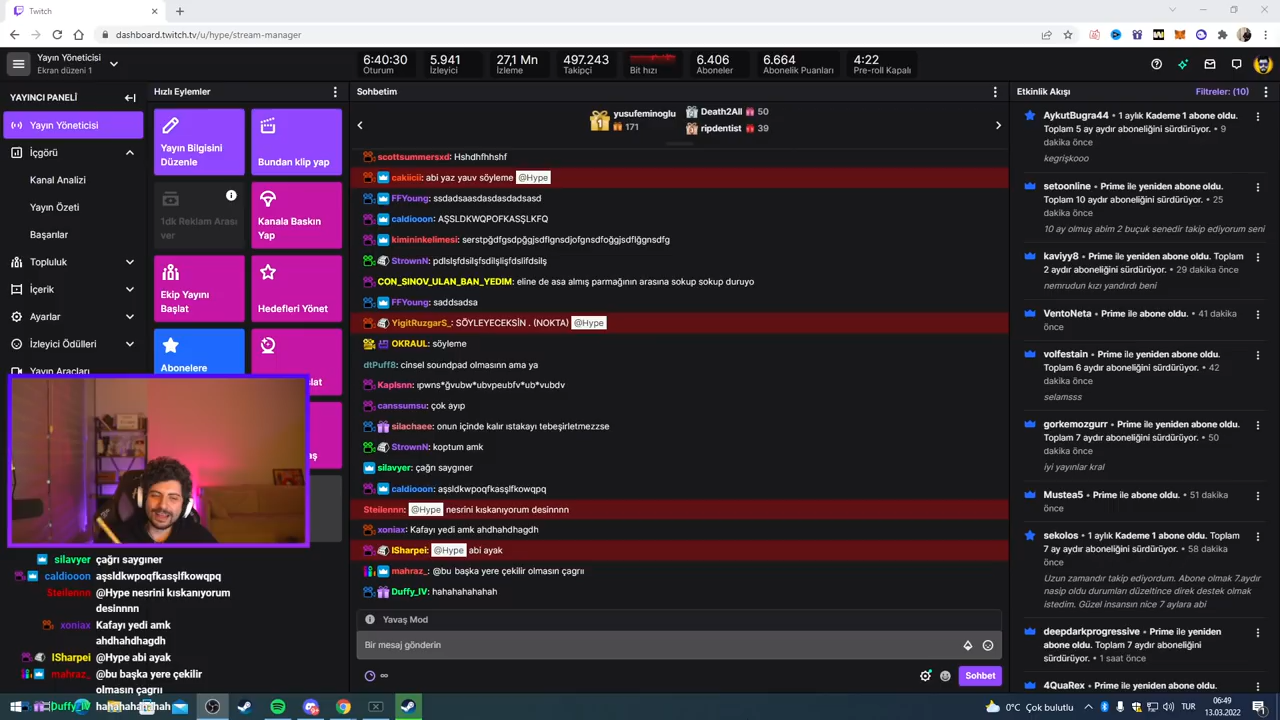 Twitch
dashboard.twitch.tv/u/hype/stream-manager
Yayın Yöneticisi
Ekran düzeni 1
6:40:30
Oturum
5.941
İzleyici
27,1 Mn
İzleme
497.243
Takipçi
Bit hızı
6.406
Aboneler
6.664
Abonelik Puanları
4:22
Pre-roll Kapalı
YAYINCI PANELİ
Yayın Yöneticisi
İçgörü
Kanal Analizi
Yayın Özeti
Başarılar
Topluluk
İçerik
Ayarlar
İzleyici Ödülleri
Yayın Araçları
Hızlı Eylemler
Yayın Bilgisini
Düzenle
Bundan klip yap
1dk Reklam Arası
ver
Kanala Baskın
Yap
Ekip Yayını
Başlat
Hedefleri Yönet
Abonelere
silavyer: çağrı saygıner
caldiooon aşsldkwpoqfkasşlfkowqpq
Steilennn: @Hype nesrini kıskanıyorum
desinnnn
xoniax Kafayı yedi amk
ahdhahdhagdh
ISharpei @Hype abi ayak
mahraz_: @bu başka yere çekilir
olmasın çagrıı
Duffy_IV: hahahahahahah
Sohbetim
yusufeminoglu
171
Death2All 50
ripdentist 39
scottsummersxd: Hshdhfhhshf
cakiicii: abi yaz yauv söyleme @Hype
FFYoung: ssdadsaasdasdasdadsasd
caldiooon: AŞSLDKWQPOFKASŞLKFQ
kimininkelimesi: serstpğdfgsdpğgjsdflgnsdjofgnsdfoğgjsdflğgnsdfg
StrownN: pdlslşfdsilşfsdilşlişfdslifdsilş
CON_SINOV_ULAN_BAN_YEDIM: eline de asa almış parmağının arasına sokup sokup duruyo
FFYoung: saddsadsa
YigitRuzgarS_: SÖYLEYECEKSİN . (NOKTA) @Hype
OKRAUL: söyleme
dtPuff8: cinsel soundpad olmasının ama ya
Kaplsnn: ıpwns*ğvubw*ubvpeubfv*ub*vubdv
canssumsu: çok ayıp
silachaee: onun içinde kalır ıstakayı tebeşirletmezzse
StrownN: koptum amk
silavyer: çağrı saygıner
caldiooon: aşsldkwpoqfkasşlfkowqpq
Steilennn: @Hype nesrini kıskanıyorum desinnnn
xoniax: Kafayı yedi amk ahdhahdhagdh
ISharpei: @Hype abi ayak
mahraz_: @bu başka yere çekilir olmasın çagrıı
Duffy_IV: hahahahahahah
Yavaş Mod
Bir mesaj gönderin
Sohbet
Etkinlik Akışı
Filtreler: (10)
AykutBugra44 • 1 aylık Kademe 1 abone oldu.
Toplam 5 ay aydır aboneliğini sürdürüyor. • 9
dakika önce
kegrişkooo
setoonline • Prime ile yeniden abone oldu.
Toplam 10 aydır aboneliğini sürdürüyor. • 25
dakika önce
10 ay olmuş abim 2 buçuk senedir takip ediyorum seni
kaviyy8 • Prime ile yeniden abone oldu. Toplam
2 aydır aboneliğini sürdürüyor. • 29 dakika önce
nemrudun kızı yandırdı beni
VentoNeta • Prime ile abone oldu. • 41 dakika
önce
volfestain • Prime ile yeniden abone oldu.
Toplam 6 aydır aboneliğini sürdürüyor. • 42
dakika önce
selamsss
gorkemozgurr • Prime ile yeniden abone oldu.
Toplam 7 aydır aboneliğini sürdürüyor. • 50
dakika önce
iyi yayınlar kral
Mustea5 • Prime ile abone oldu. • 51 dakika
önce
sekolos • 1 aylık Kademe 1 abone oldu. Toplam
7 ay aydır aboneliğini sürdürüyor. • 58 dakika
önce
Uzun zamandır takip ediyordum. Abone olmak 7.aydır
nasip oldu durumları düzeltince direk destek olmak
istedim. Güzel insansın nice 7 aylara abi
deepdarkprogressive • Prime ile yeniden
abone oldu. Toplam 7 aydır aboneliğini
sürdürüyor. • 1 saat önce
4QuaRex • Prime ile yeniden abone oldu.
0°C Çok bulutlu
TUR
06:49
13.03.2022